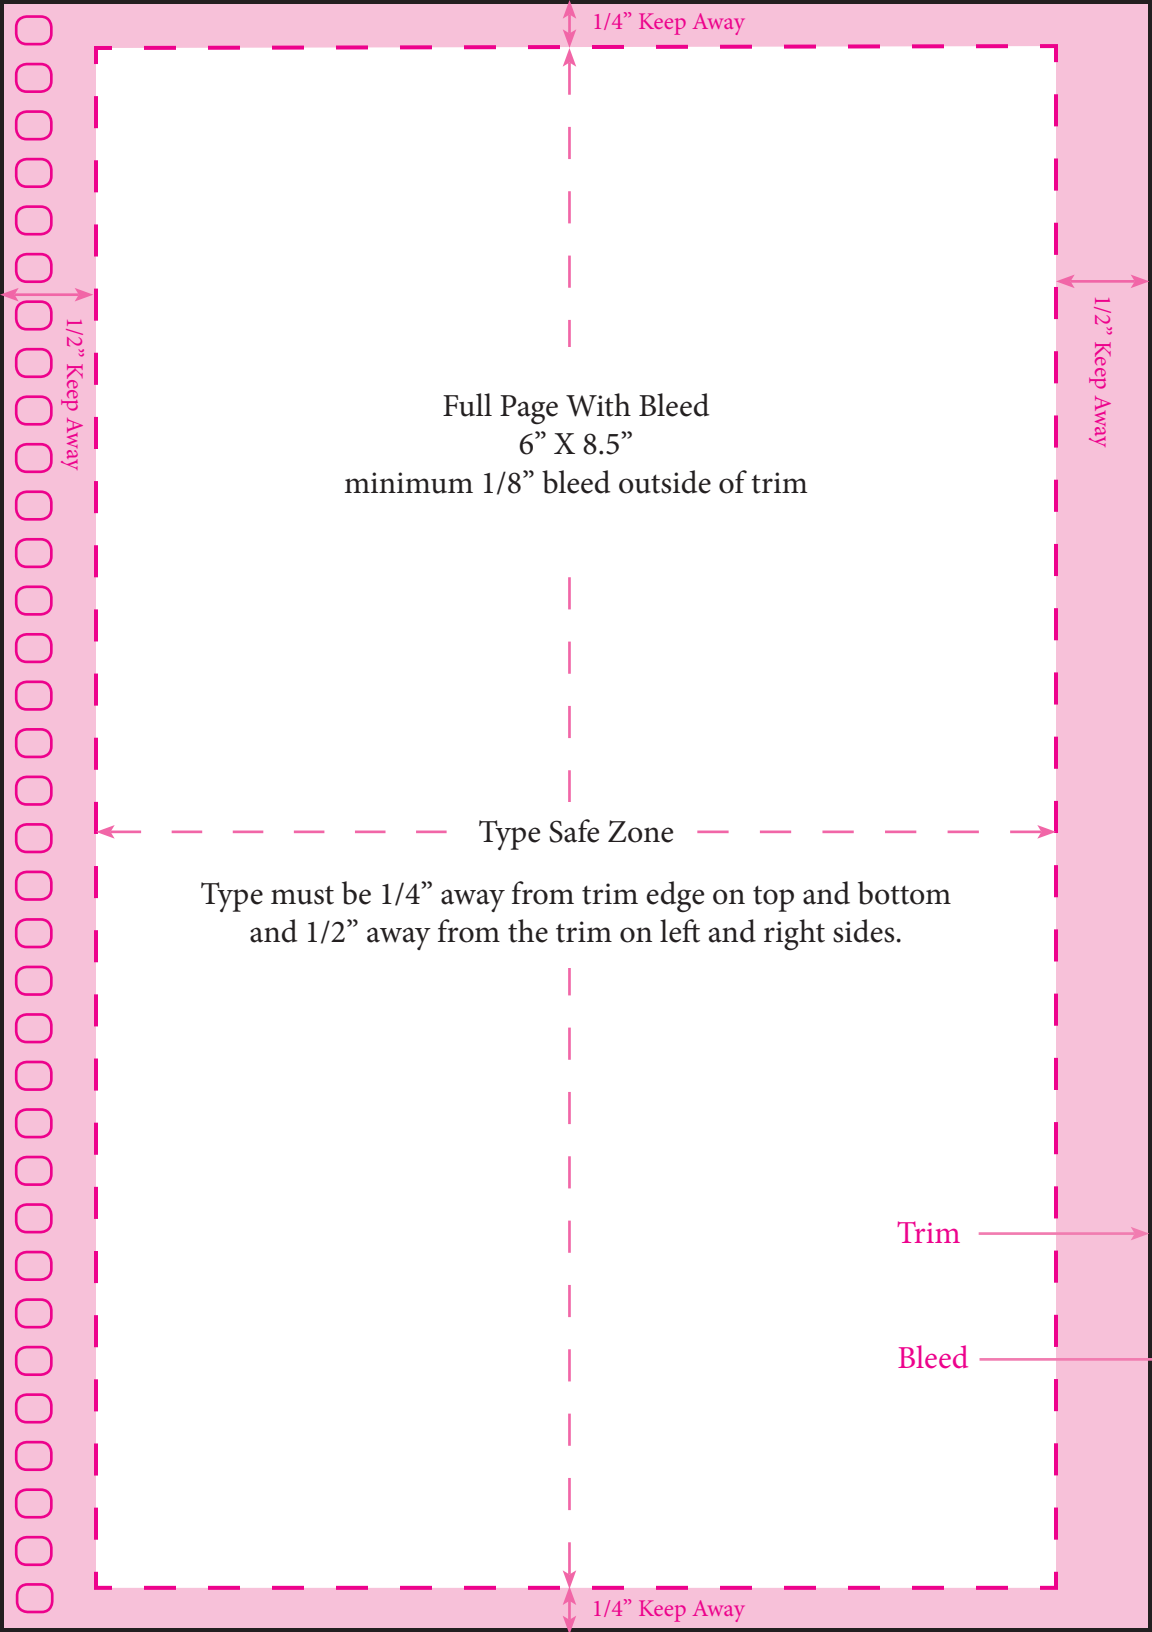 1/4” Keep Away
1/2” Keep Away
1/2” Keep Away
Full Page With Bleed
6” X 8.5”
minimum 1/8” bleed outside of trim
Type Safe Zone
Type must be 1/4” away from trim edge on top and bottom
and 1/2” away from the trim on left and right sides.
Trim
Bleed
1/4” Keep Away